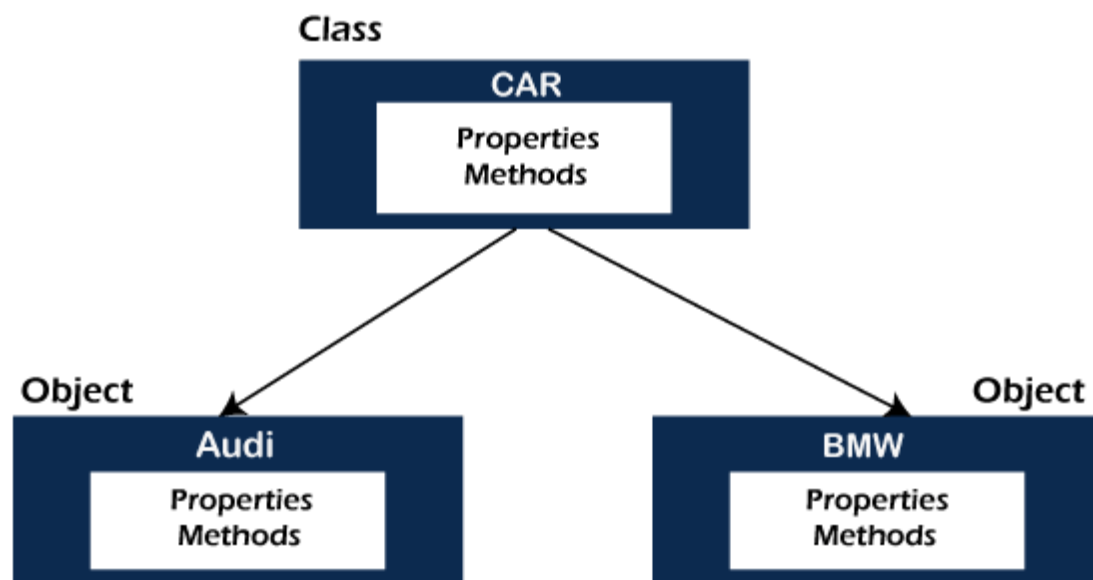 Class
CAR
Properties
Methods
Object
Object
Audi
BMW
Properties
Methods
Properties
Methods